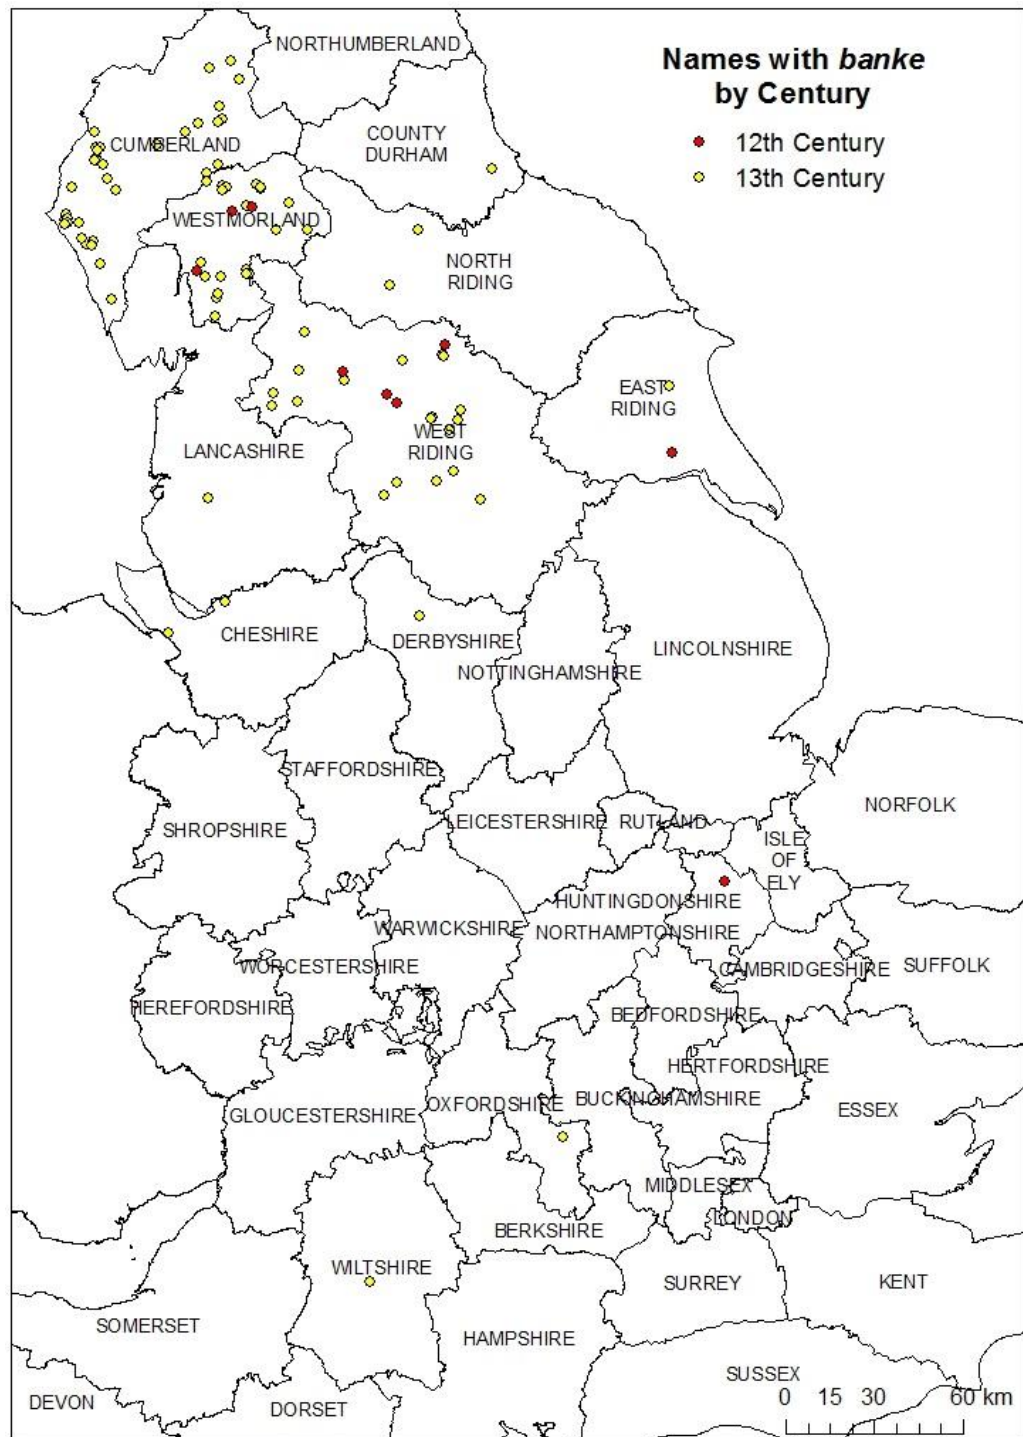 NORTHUMBERLAND
Names with banke
by Century
12th Century
13th Century
COUNTY
DURHAM
CUMBERLAND
WESTMORLAND
NORTH
RIDING
EAST
RIDING
WEST
RIDING
LANCASHIRE
CHESHIRE
DERBYSHIRE
NOTTINGHAMSHIRE
LINCOLNSHIRE
STAFFORDSHIRE
SHROPSHIRE
LEICESTERSHIRE
RUTLAND
NORFOLK
ISLE
OF
ELY
HUNTINGDONSHIRE
WARWICKSHIRE
NORTHAMPTONSHIRE
WORCESTERSHIRE
CAMBRIDGESHIRE
SUFFOLK
HEREFORDSHIRE
BEDFORDSHIRE
HERTFORDSHIRE
GLOUCESTERSHIRE
OXFORDSHIRE
BUCKINGHAMSHIRE
ESSEX
MIDDLESEX
LONDON
BERKSHIRE
WILTSHIRE
SURREY
KENT
SOMERSET
HAMPSHIRE
SUSSEX
DEVON
DORSET
0 15 30 60 km